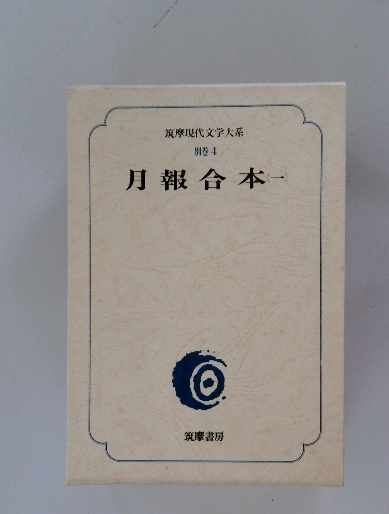 筑摩現代文学大系
別巻4
月報合本(一)
筑摩書房